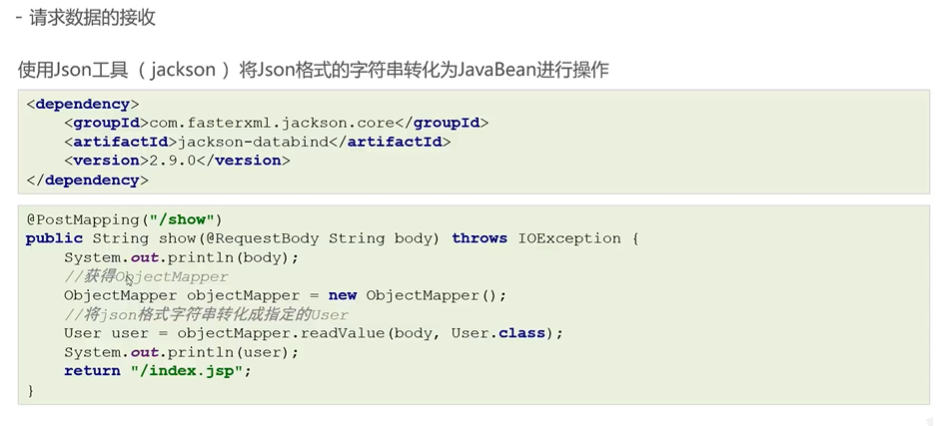 - 请求数据的接收
使用Json工具（ jackson ）将Json格式的字符串转化为JavaBean进行操作
<dependency>
    <groupId>com.fasterxml.jackson.core</groupId>
    <artifactId>jackson-databind</artifactId>
    <version>2.9.0</version>
</dependency>
@PostMapping("/show")
public String show(@RequestBody String body) throws IOException {
    System.out.println(body);
    //获得ObjectMapper
    ObjectMapper objectMapper = new ObjectMapper();
    //将json格式字符串转化成指定的User
    User user = objectMapper.readValue(body, User.class);
    System.out.println(user);
    return "/index.jsp";
}